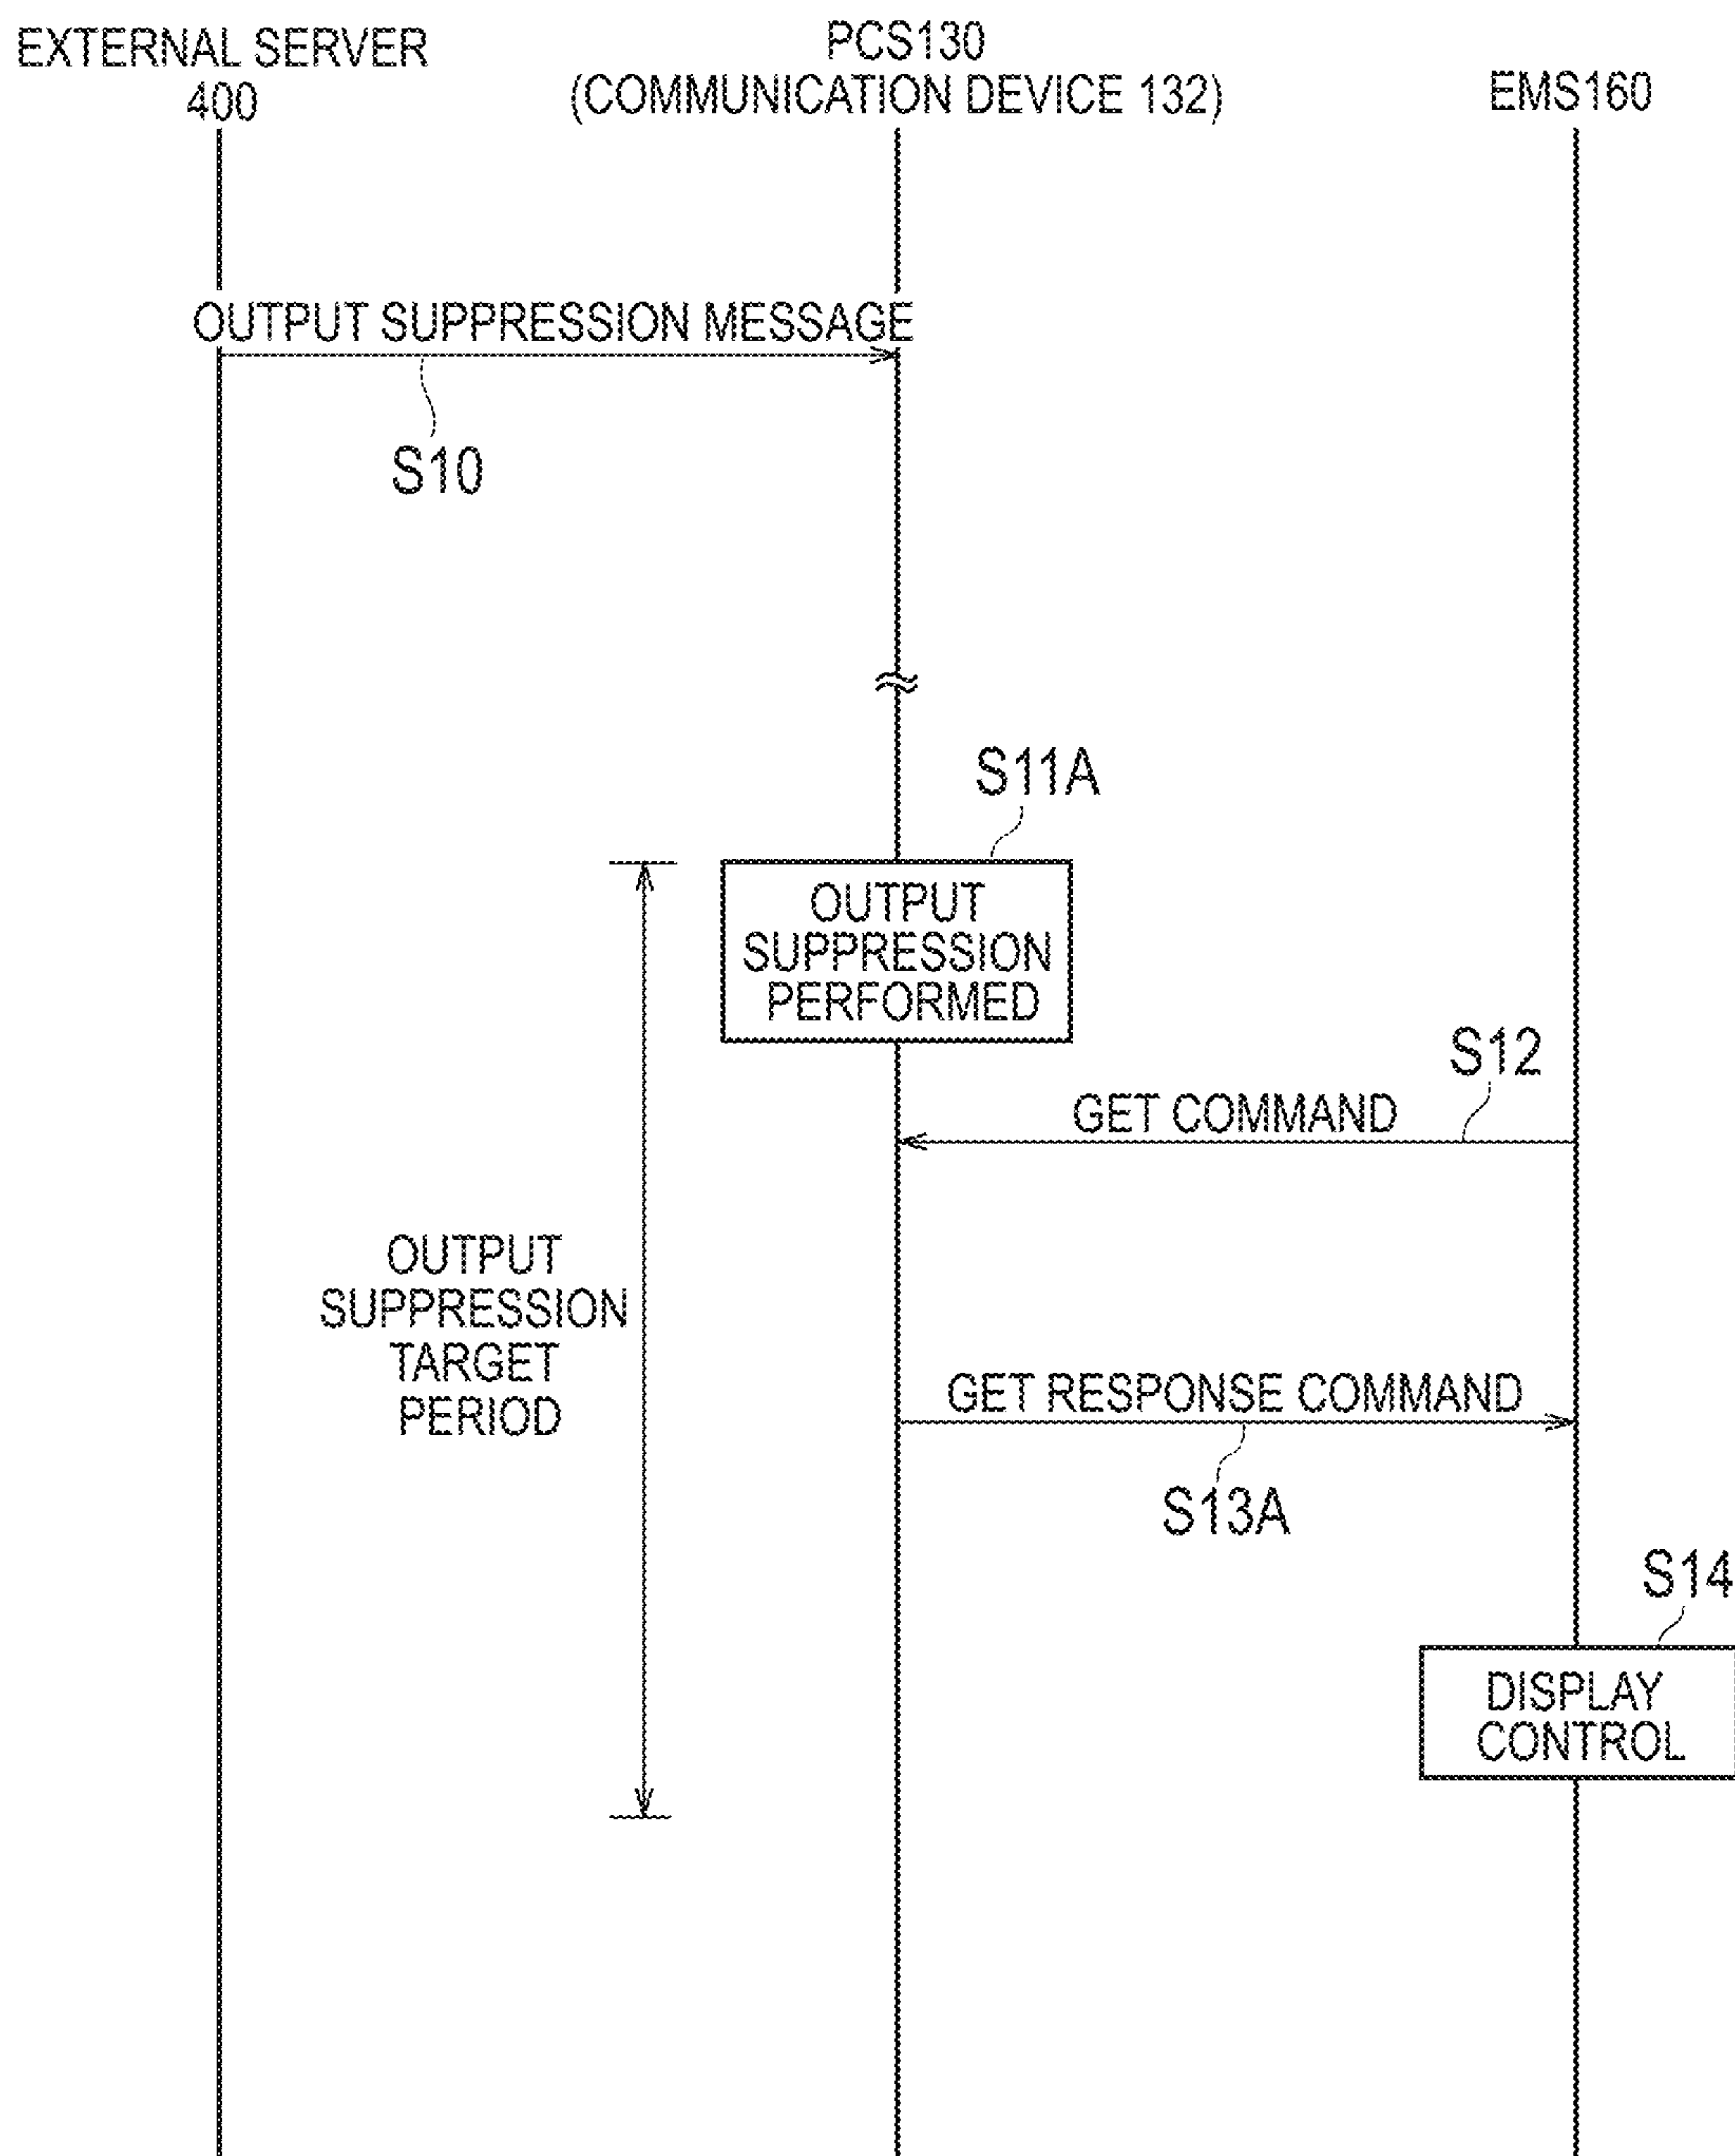 EXTERNAL SERVER
400
PCS130
(COMMUNICATION DEVICE 132)
EMS160
OUTPUT SUPPRESSION MESSAGE
S10
S11A
OUTPUT
SUPPRESSION
PERFORMED
S12
GET COMMAND
OUTPUT
SUPPRESSION
TARGET
PERIOD
GET RESPONSE COMMAND
S13A
S14
DISPLAY
CONTROL